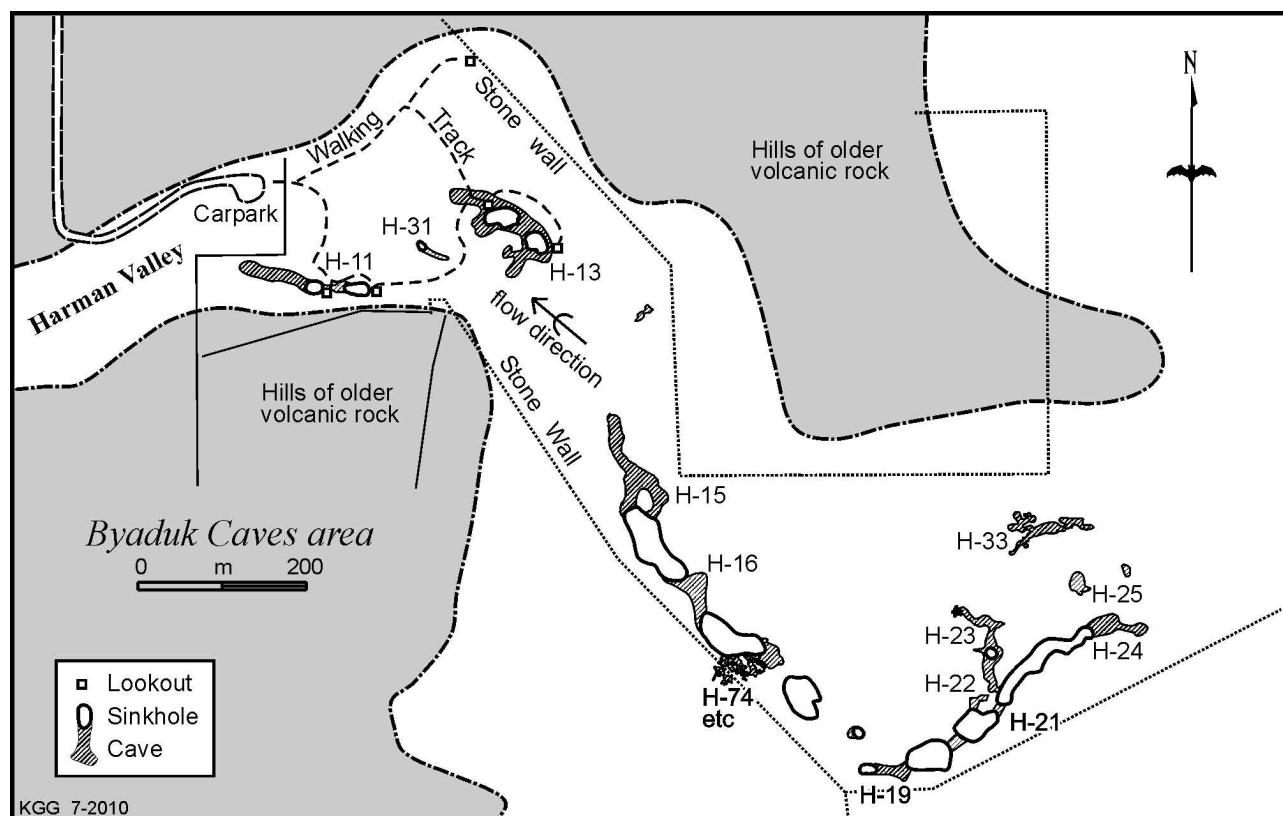 N
Stone wall
Walking
Track
Hills of older
volcanic rock
Carpark
H-31
H-11
H-13
Harman Valley
flow direction
Stone Wall
Hills of older
volcanic rock
H-15
Byaduk Caves area
0 m 200
H-33
H-16
H-25
H-23
H-24
H-22
H-74
etc
H-21
H-19
Lookout
Sinkhole
Cave
KGG 7-2010